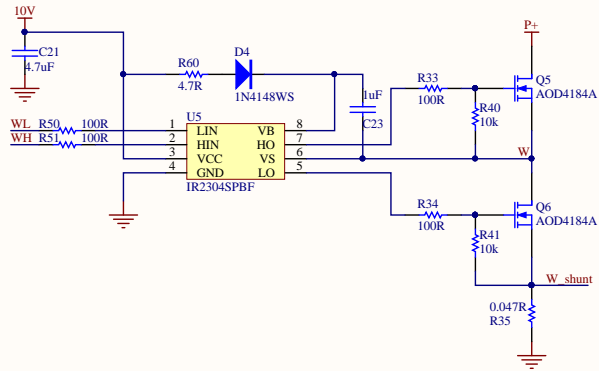 10V
P+
C21
4.7uF
R60
4.7R
D4
1N4148WS
1uF
C23
R33
100R
Q5
AOD4184A
R40
10k
WL R50 100R
WH R51 100R
U5
1 LIN VB 8
2 HIN HO 7
3 VCC VS 6
4 GND LO 5
IR2304SPBF
W
R34
100R
Q6
AOD4184A
R41
10k
W_shunt
0.047R
R35